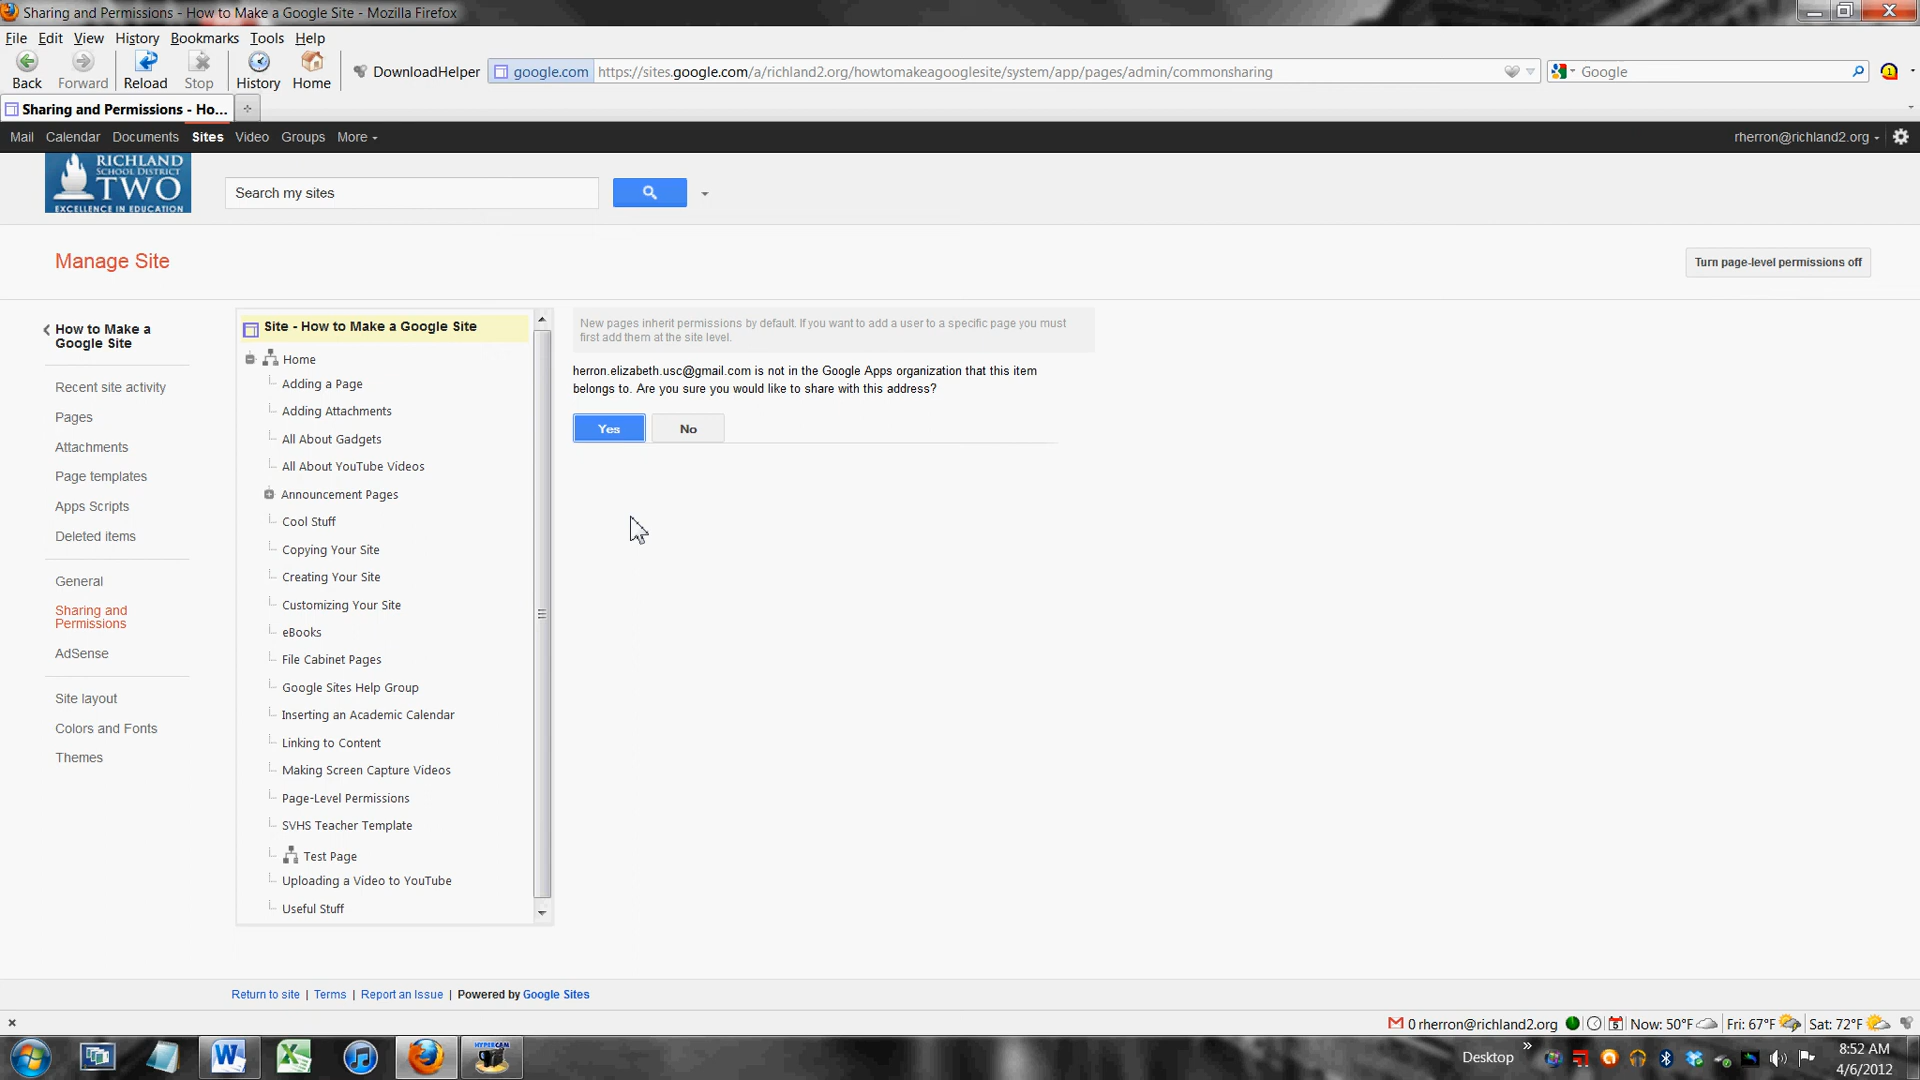 Sharing and Permissions - How to Make a Google Site - Mozilla Firefox
File Edit View History Bookmarks Tools Help
Back Forward Reload Stop History Home DownloadHelper google.com https://sites.google.com/a/richland2.org/howtomakeagooglesite/system/app/pages/admin/commonsharing Google
Sharing and Permissions - Ho...
Mail Calendar Documents Sites Video Groups More rherron@richland2.org
RICHLAND
SCHOOL DISTRICT
TWO
EXCELLENCE IN EDUCATION
Search my sites
Manage Site
Turn page-level permissions off
How to Make a
Google Site
Recent site activity
Pages
Attachments
Page templates
Apps Scripts
Deleted items
General
Sharing and
Permissions
AdSense
Site layout
Colors and Fonts
Themes
Site - How to Make a Google Site
Home
Adding a Page
Adding Attachments
All About Gadgets
All About YouTube Videos
Announcement Pages
Cool Stuff
Copying Your Site
Creating Your Site
Customizing Your Site
eBooks
File Cabinet Pages
Google Sites Help Group
Inserting an Academic Calendar
Linking to Content
Making Screen Capture Videos
Page-Level Permissions
SVHS Teacher Template
Test Page
Uploading a Video to YouTube
Useful Stuff
New pages inherit permissions by default. If you want to add a user to a specific page you must
first add them at the site level.
herron.elizabeth.usc@gmail.com is not in the Google Apps organization that this item
belongs to. Are you sure you would like to share with this address?
Yes No
Return to site | Terms | Report an Issue | Powered by Google Sites
0 rherron@richland2.org 5 Now: 50°F Fri: 67°F Sat: 72°F
HYPERCAM
Desktop
8:52 AM
4/6/2012